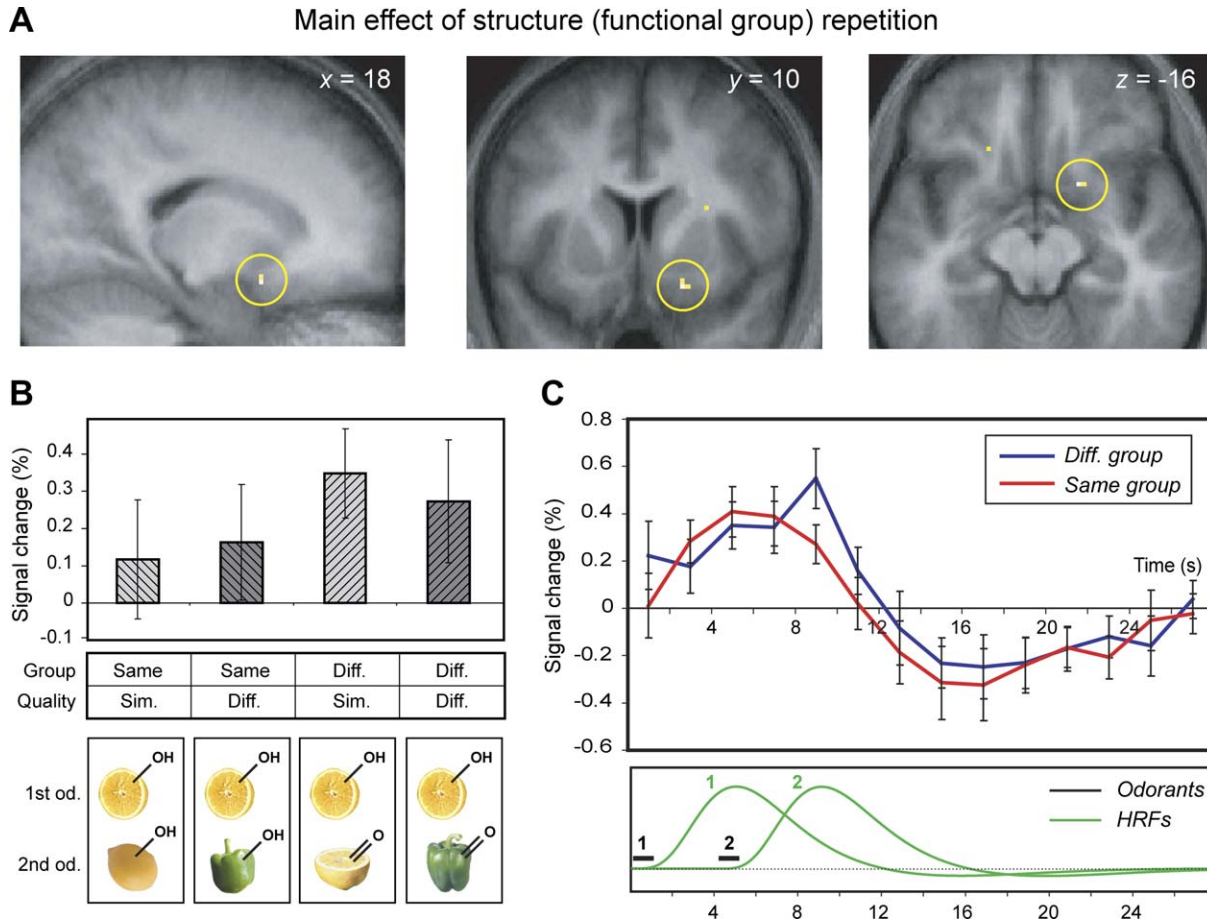 A
Main effect of structure (functional group) repetition
x = 18
y = 10
z = -16
B
Signal change (%)
0.4
0.3
0.2
0.1
0
-0.1
Group Same Same Diff. Diff.
Quality Sim. Diff. Sim. Diff.
1st od. OH OH OH OH
2nd od. OH OH O O
C
Signal change (%)
0.8
0.6
0.4
0.2
0
-0.2
-0.4
-0.6
Diff. group
Same group
Time (s)
4 8 12 16 20 24
1 2
Odorants
HRFs
1 2
4 8 12 16 20 24